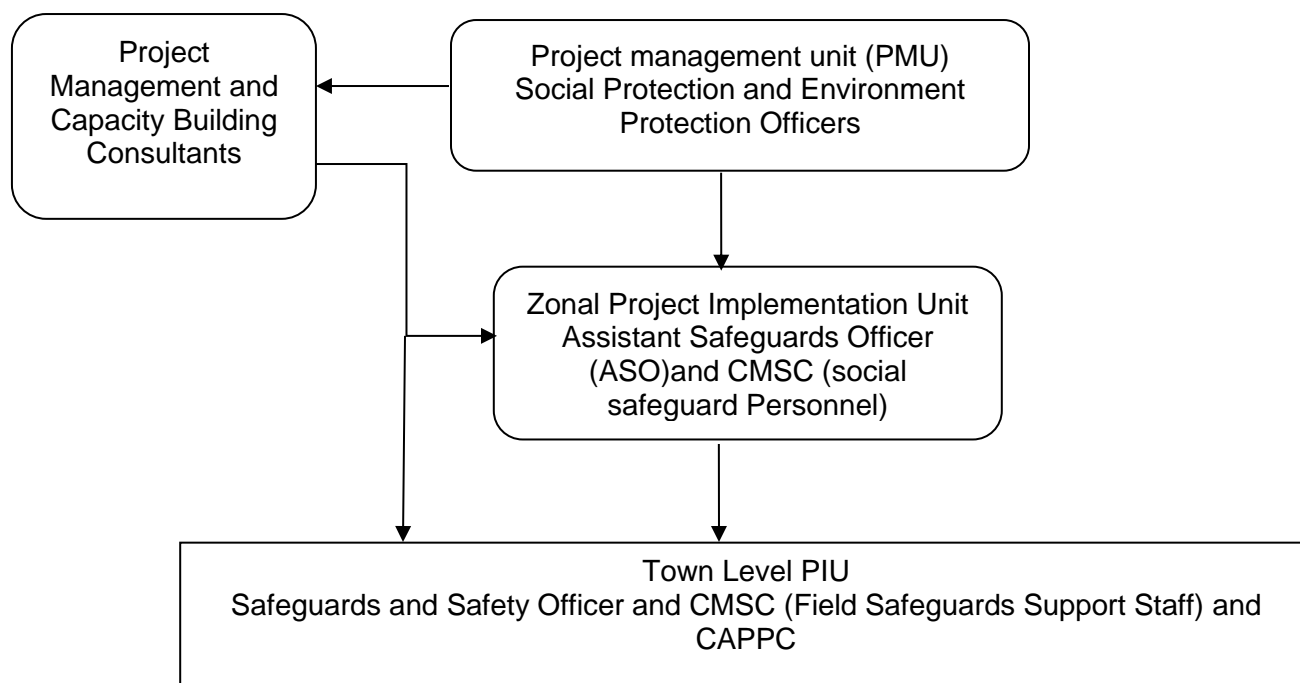 Project
Management and
Capacity Building
Consultants
Project management unit (PMU)
Social Protection and Environment
Protection Officers
Zonal Project Implementation Unit
Assistant Safeguards Officer
(ASO)and CMSC (social
safeguard Personnel)
Town Level PIU
Safeguards and Safety Officer and CMSC (Field Safeguards Support Staff) and
CAPPC